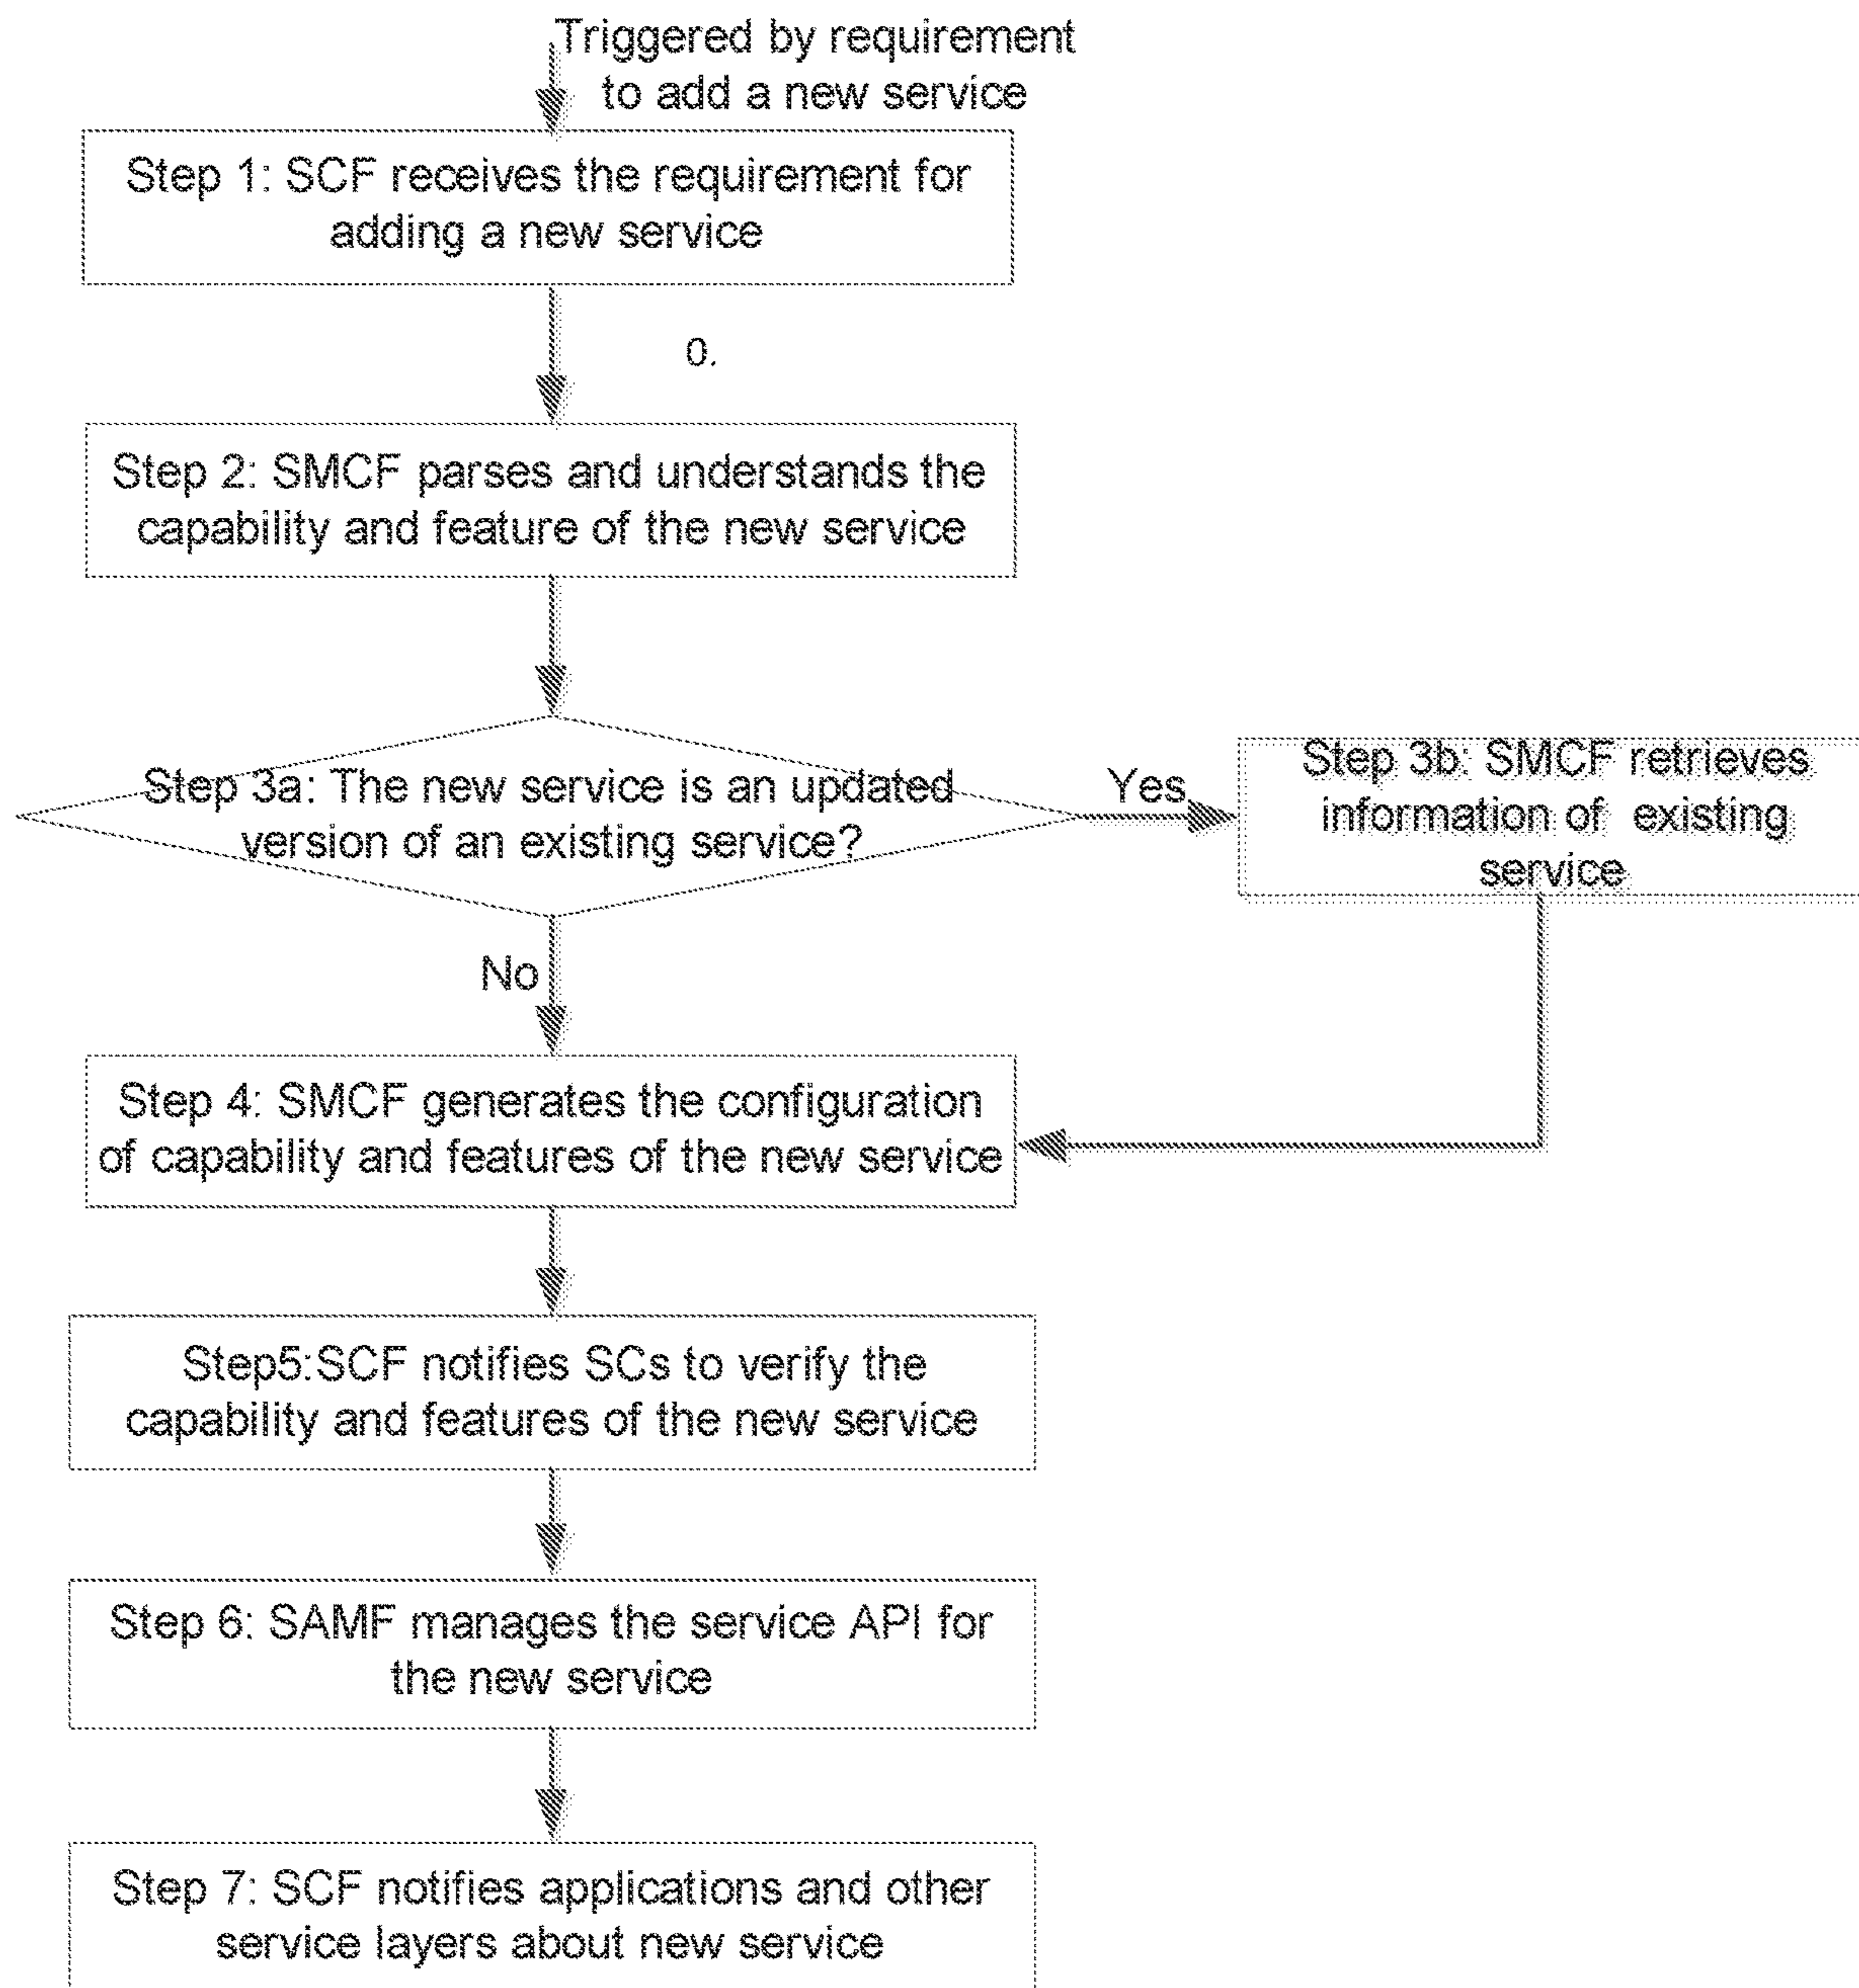 Triggered by requirement
to add a new service
Step 1: SCF receives the requirement for
adding a new service
0.
Step 2: SMCF parses and understands the
capability and feature of the new service
Step 3a: The new service is an updated
version of an existing service?
Yes
Step 3b: SMCF retrieves
information of existing
service
No
Step 4: SMCF generates the configuration
of capability and features of the new service
Step5:SCF notifies SCs to verify the
capability and features of the new service
Step 6: SAMF manages the service API for
the new service
Step 7: SCF notifies applications and other
service layers about new service